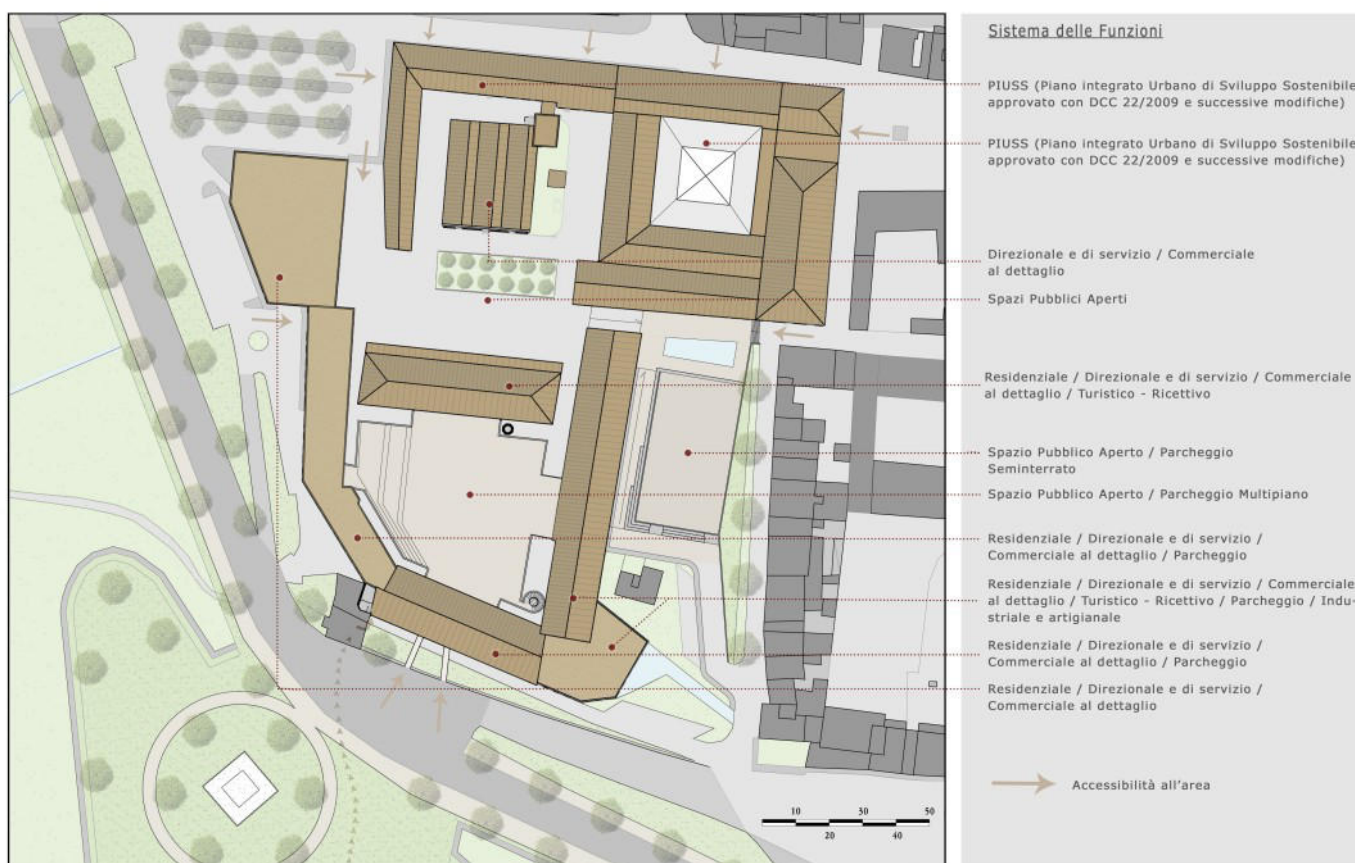 Sistema delle Funzioni
PIUSS (Piano integrato Urbano di Sviluppo Sostenibile
approvato con DCC 22/2009 e successive modifiche)
PIUSS (Piano integrato Urbano di Sviluppo Sostenibile
approvato con DCC 22/2009 e successive modifiche)
Direzionale e di servizio / Commerciale
al dettaglio
Spazi Pubblici Aperti
Residenziale / Direzionale e di servizio / Commerciale
al dettaglio / Turistico - Ricettivo
Spazio Pubblico Aperto / Parcheggio
Seminterrato
Spazio Pubblico Aperto / Parcheggio Multipiano
Residenziale / Direzionale e di servizio /
Commerciale al dettaglio / Parcheggio
Residenziale / Direzionale e di servizio / Commerciale
al dettaglio / Turistico - Ricettivo / Parcheggio / Indu-
striale e artigianale
Residenziale / Direzionale e di servizio /
Commerciale al dettaglio / Parcheggio
Residenziale / Direzionale e di servizio /
Commerciale al dettaglio
Accessibilità all'area
10 30 50
20 40